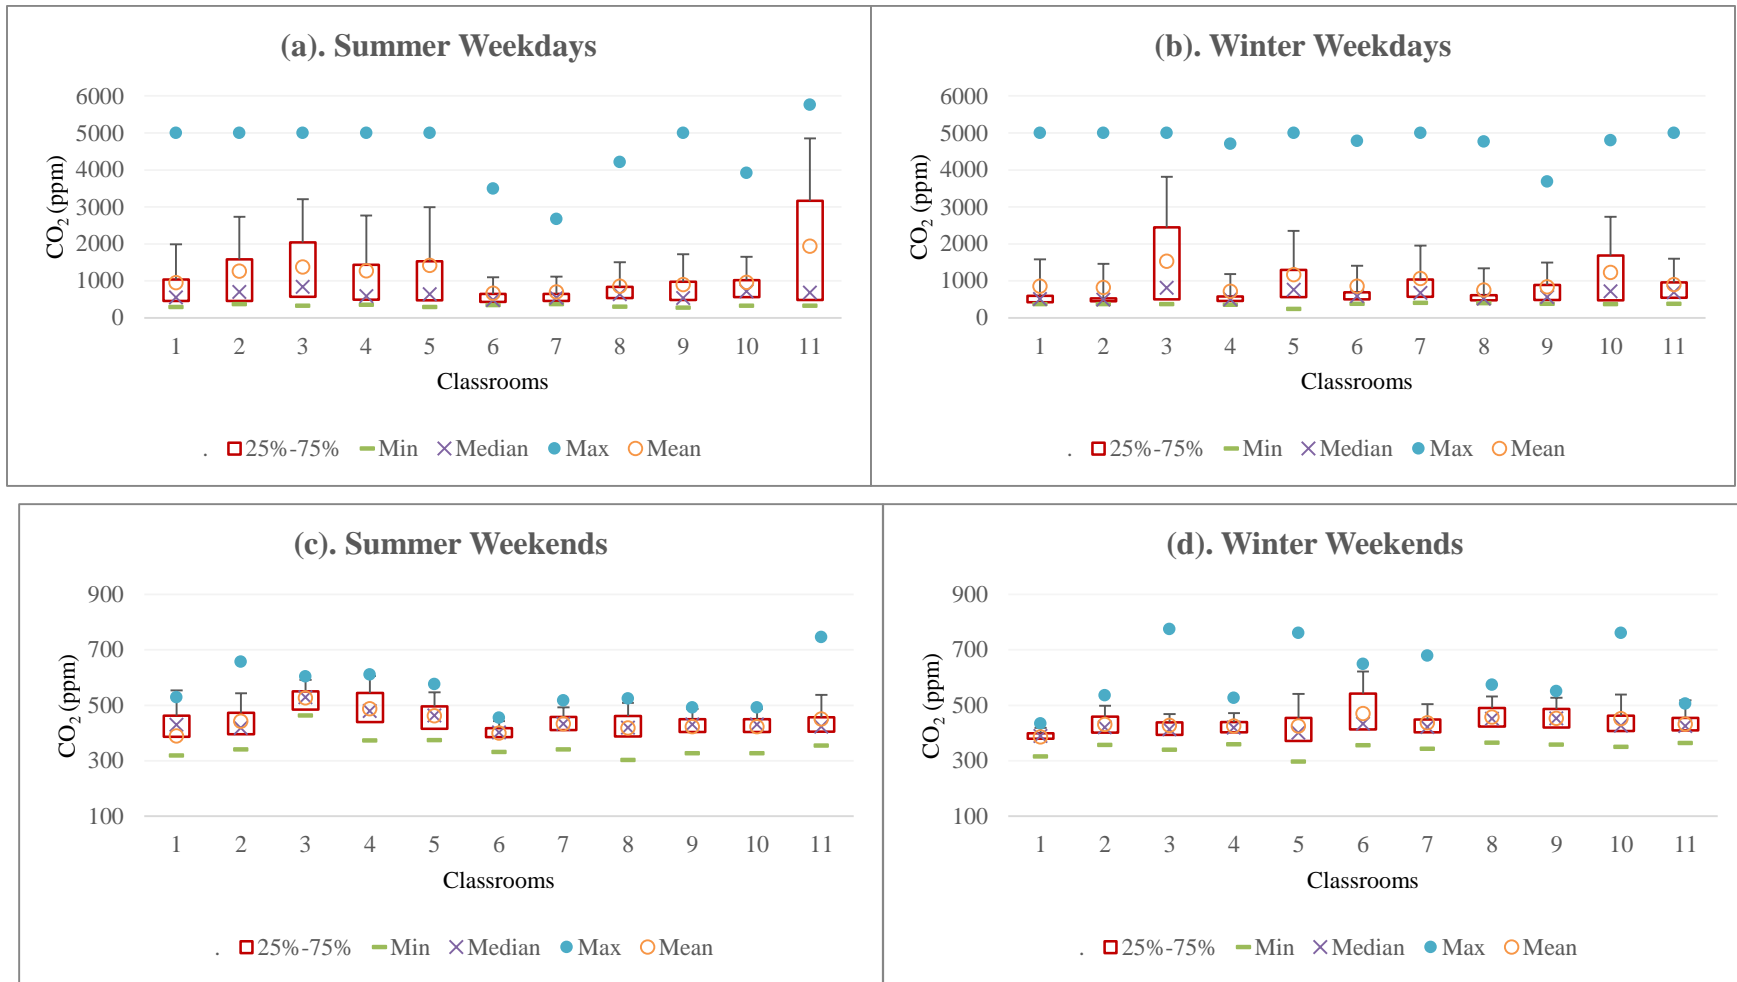 (a). Summer Weekdays
6000
5000
4000
3000
2000
1000
0
CO2 (ppm)
1 2 3 4 5 6 7 8 9 10 11
Classrooms
. 25%-75% Min Median Max Mean
(b). Winter Weekdays
6000
5000
4000
3000
2000
1000
0
CO2 (ppm)
1 2 3 4 5 6 7 8 9 10 11
Classrooms
. 25%-75% Min Median Max Mean
(c). Summer Weekends
900
700
500
300
100
CO2 (ppm)
1 2 3 4 5 6 7 8 9 10 11
Classrooms
. 25%-75% Min Median Max Mean
(d). Winter Weekends
900
700
500
300
100
CO2 (ppm)
1 2 3 4 5 6 7 8 9 10 11
Classrooms
. 25%-75% Min Median Max Mean